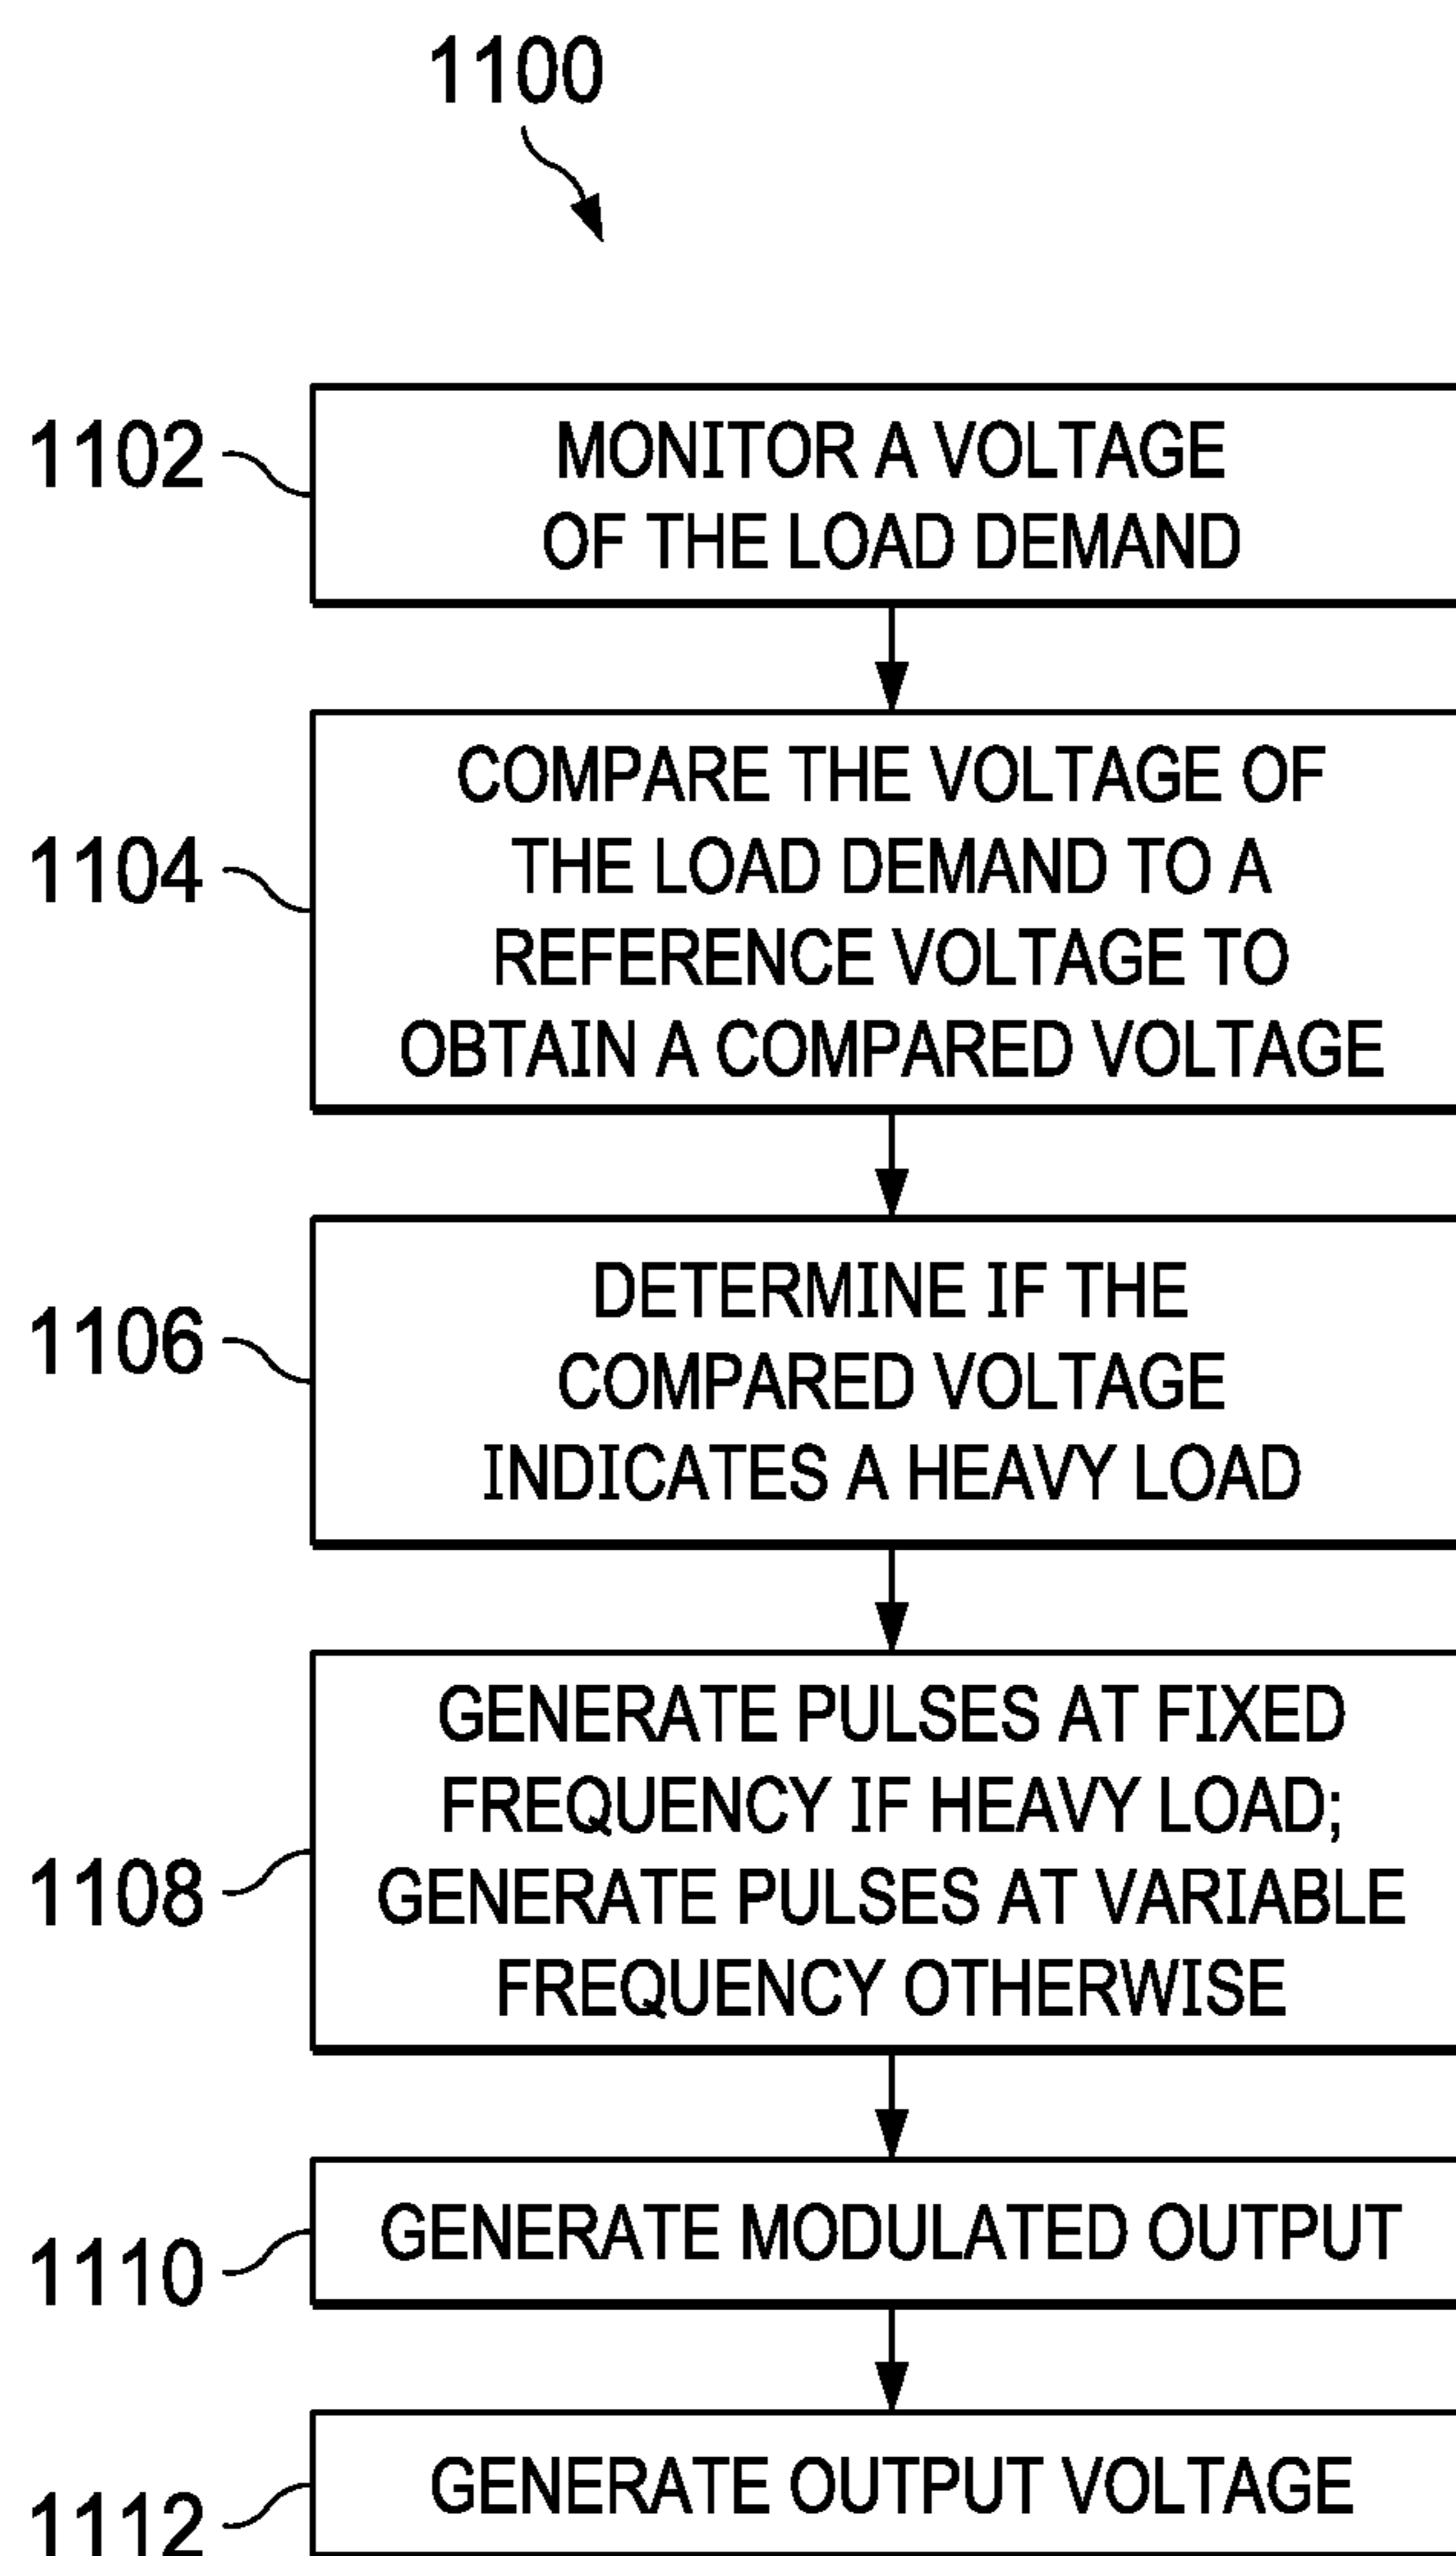 1100
1102
MONITOR A VOLTAGE
OF THE LOAD DEMAND
1104
COMPARE THE VOLTAGE OF
THE LOAD DEMAND TO A
REFERENCE VOLTAGE TO
OBTAIN A COMPARED VOLTAGE
1106
DETERMINE IF THE
COMPARED VOLTAGE
INDICATES A HEAVY LOAD
1108
GENERATE PULSES AT FIXED
FREQUENCY IF HEAVY LOAD;
GENERATE PULSES AT VARIABLE
FREQUENCY OTHERWISE
1110
GENERATE MODULATED OUTPUT
1112
GENERATE OUTPUT VOLTAGE